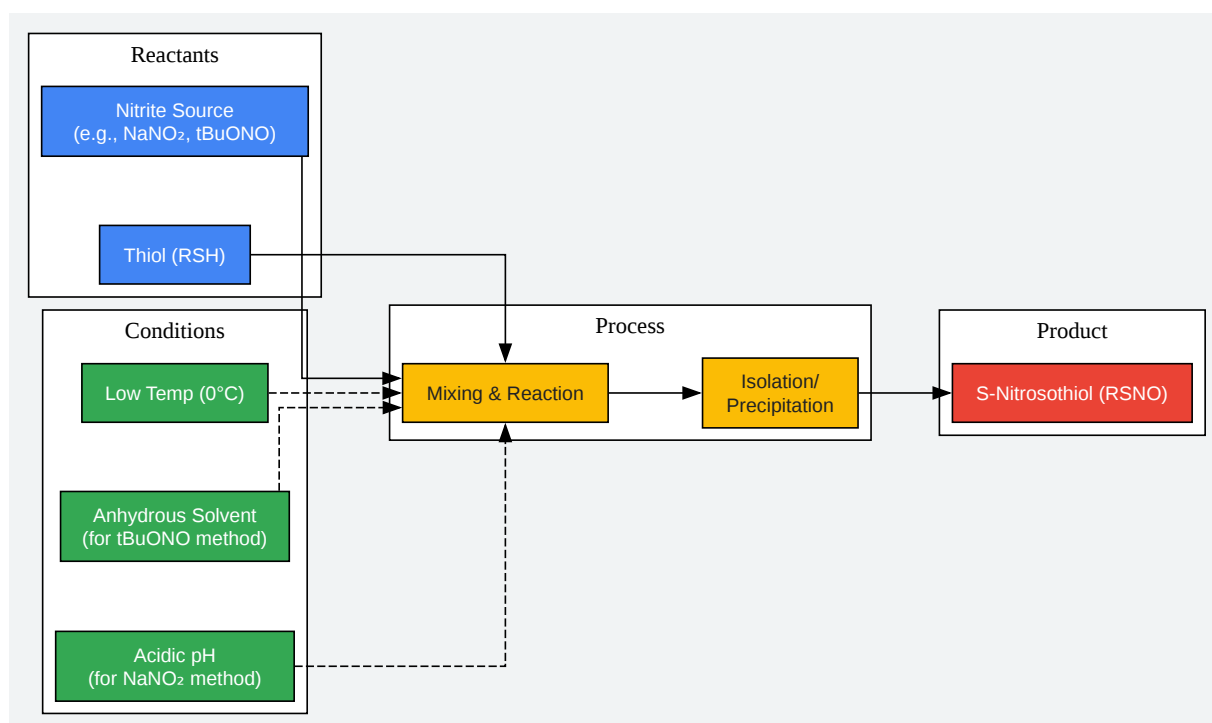 Reactants
Nitrite Source
(e.g., NaNO₂, tBuONO)
Thiol (RSH)
Conditions
Low Temp (0°C)
Anhydrous Solvent
(for tBuONO method)
Acidic pH
(for NaNO₂ method)
Process
Mixing & Reaction
Isolation/
Precipitation
Product
S-Nitrosothiol (RSNO)